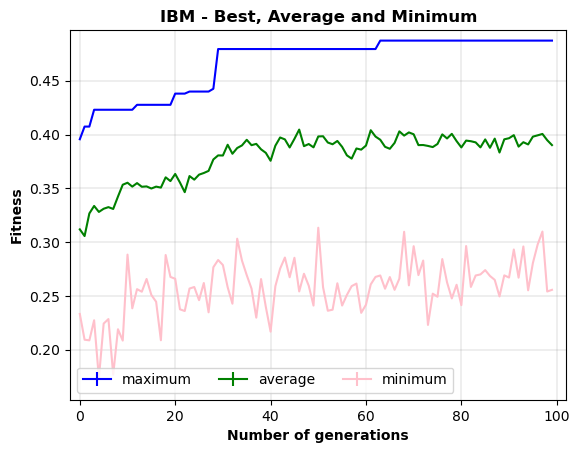 IBM - Best, Average and Minimum
Fitness
0.45
0.40
0.35
0.30
0.25
0.20
maximum average minimum
0 20 40 60 80 100
Number of generations